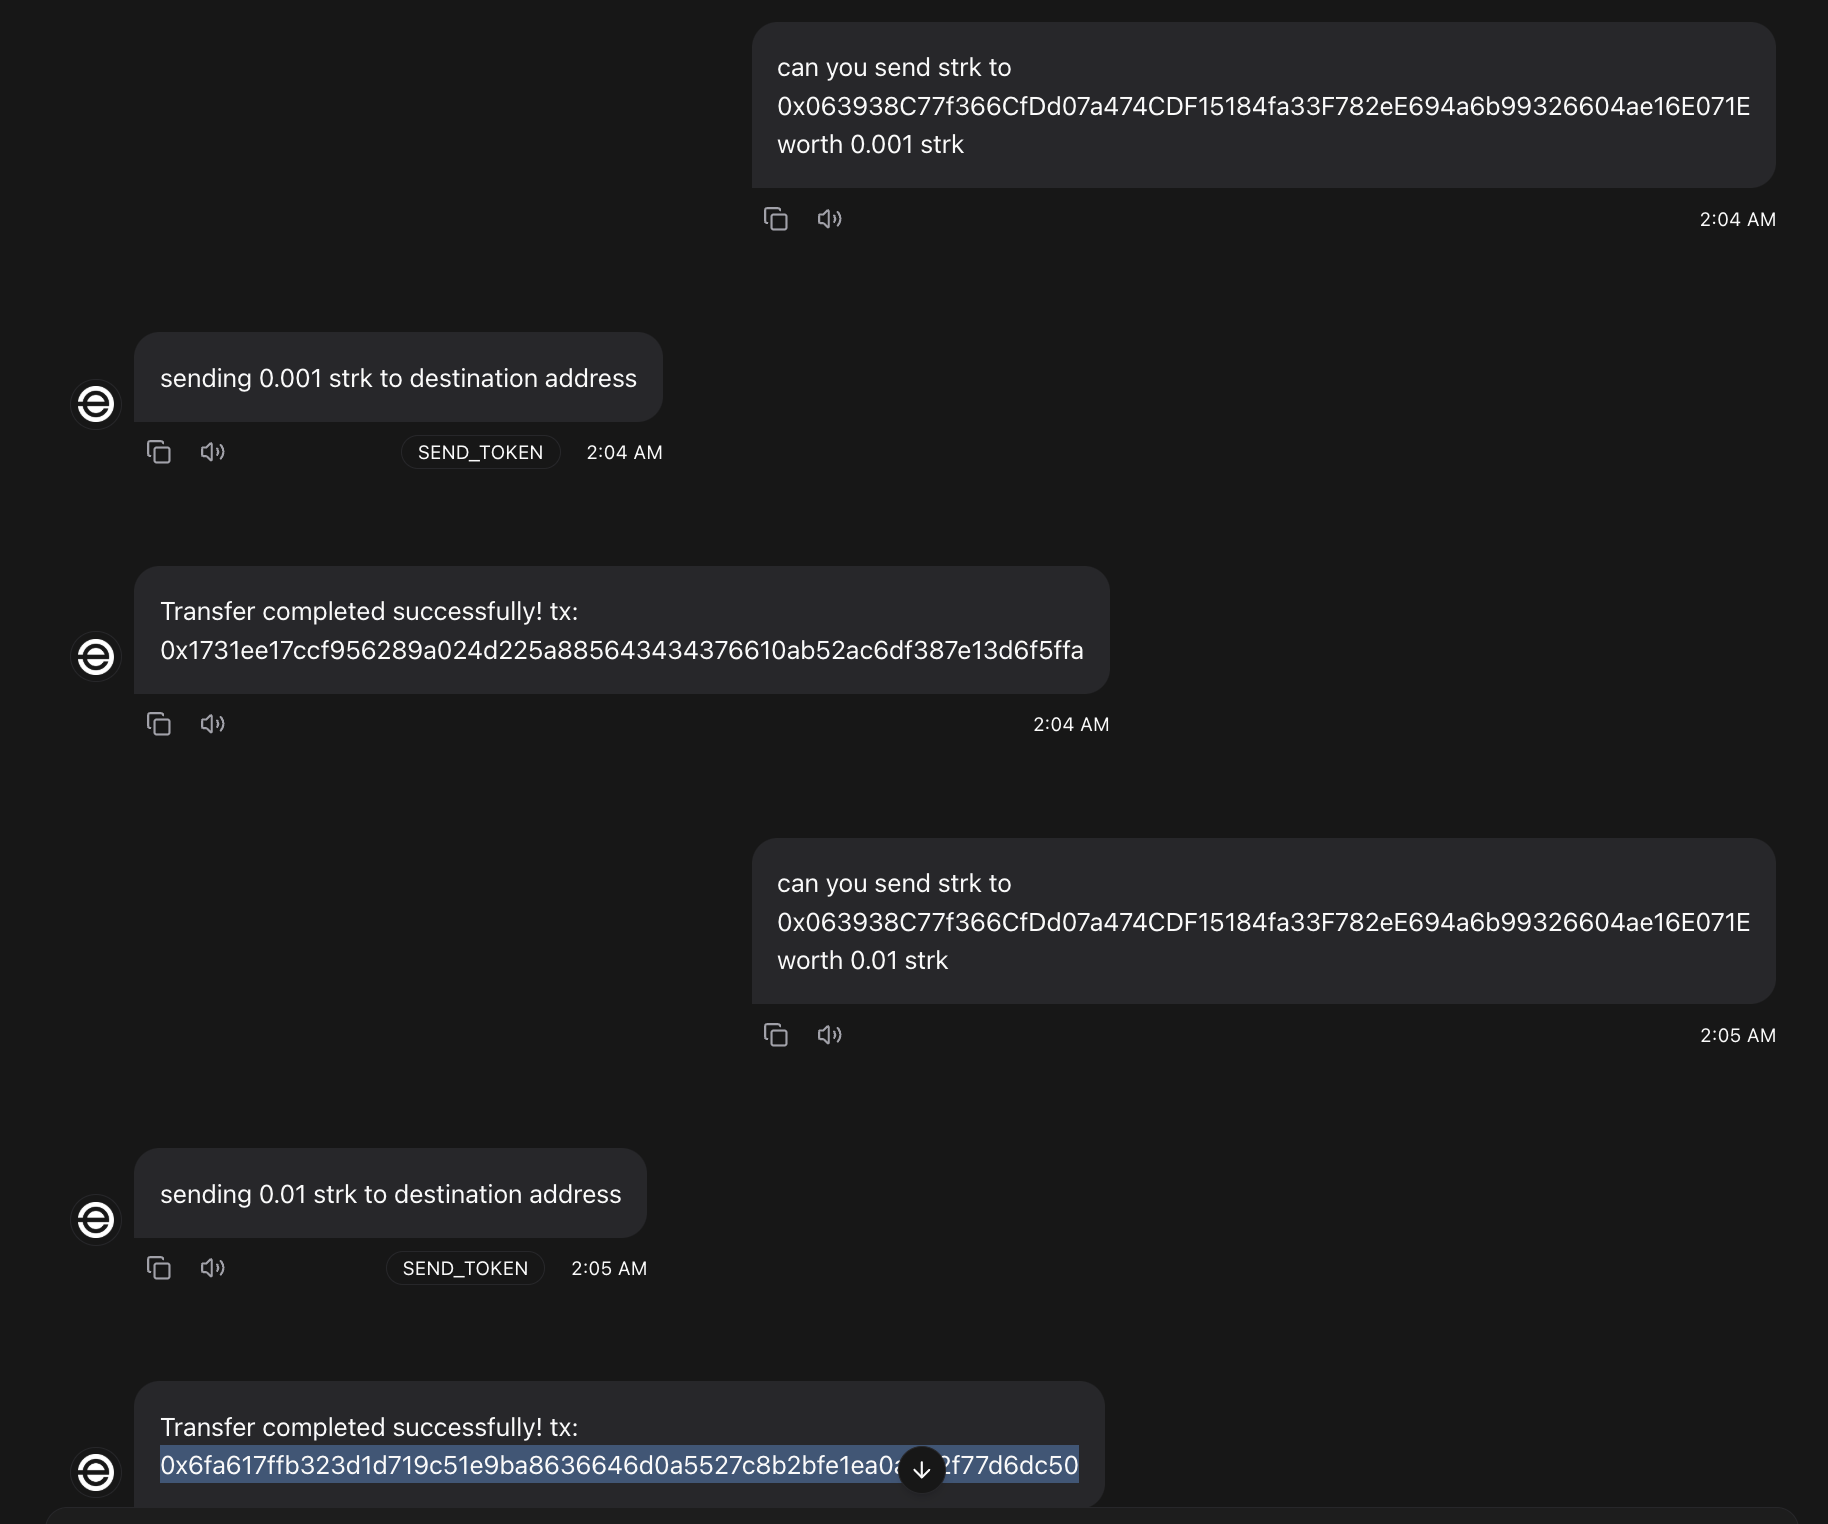 can you send strk to
0x063938C77f366CfDd07a474CDF15184fa33F782eE694a6b99326604ae16E071E
worth 0.001 strk
2:04 AM
sending 0.001 strk to destination address
SEND_TOKEN 2:04 AM
Transfer completed successfully! tx:
0x1731ee17ccf956289a024d225a885643434376610ab52ac6df387e13d6f5ffa
2:04 AM
can you send strk to
0x063938C77f366CfDd07a474CDF15184fa33F782eE694a6b99326604ae16E071E
worth 0.01 strk
2:05 AM
sending 0.01 strk to destination address
SEND_TOKEN 2:05 AM
Transfer completed successfully! tx: